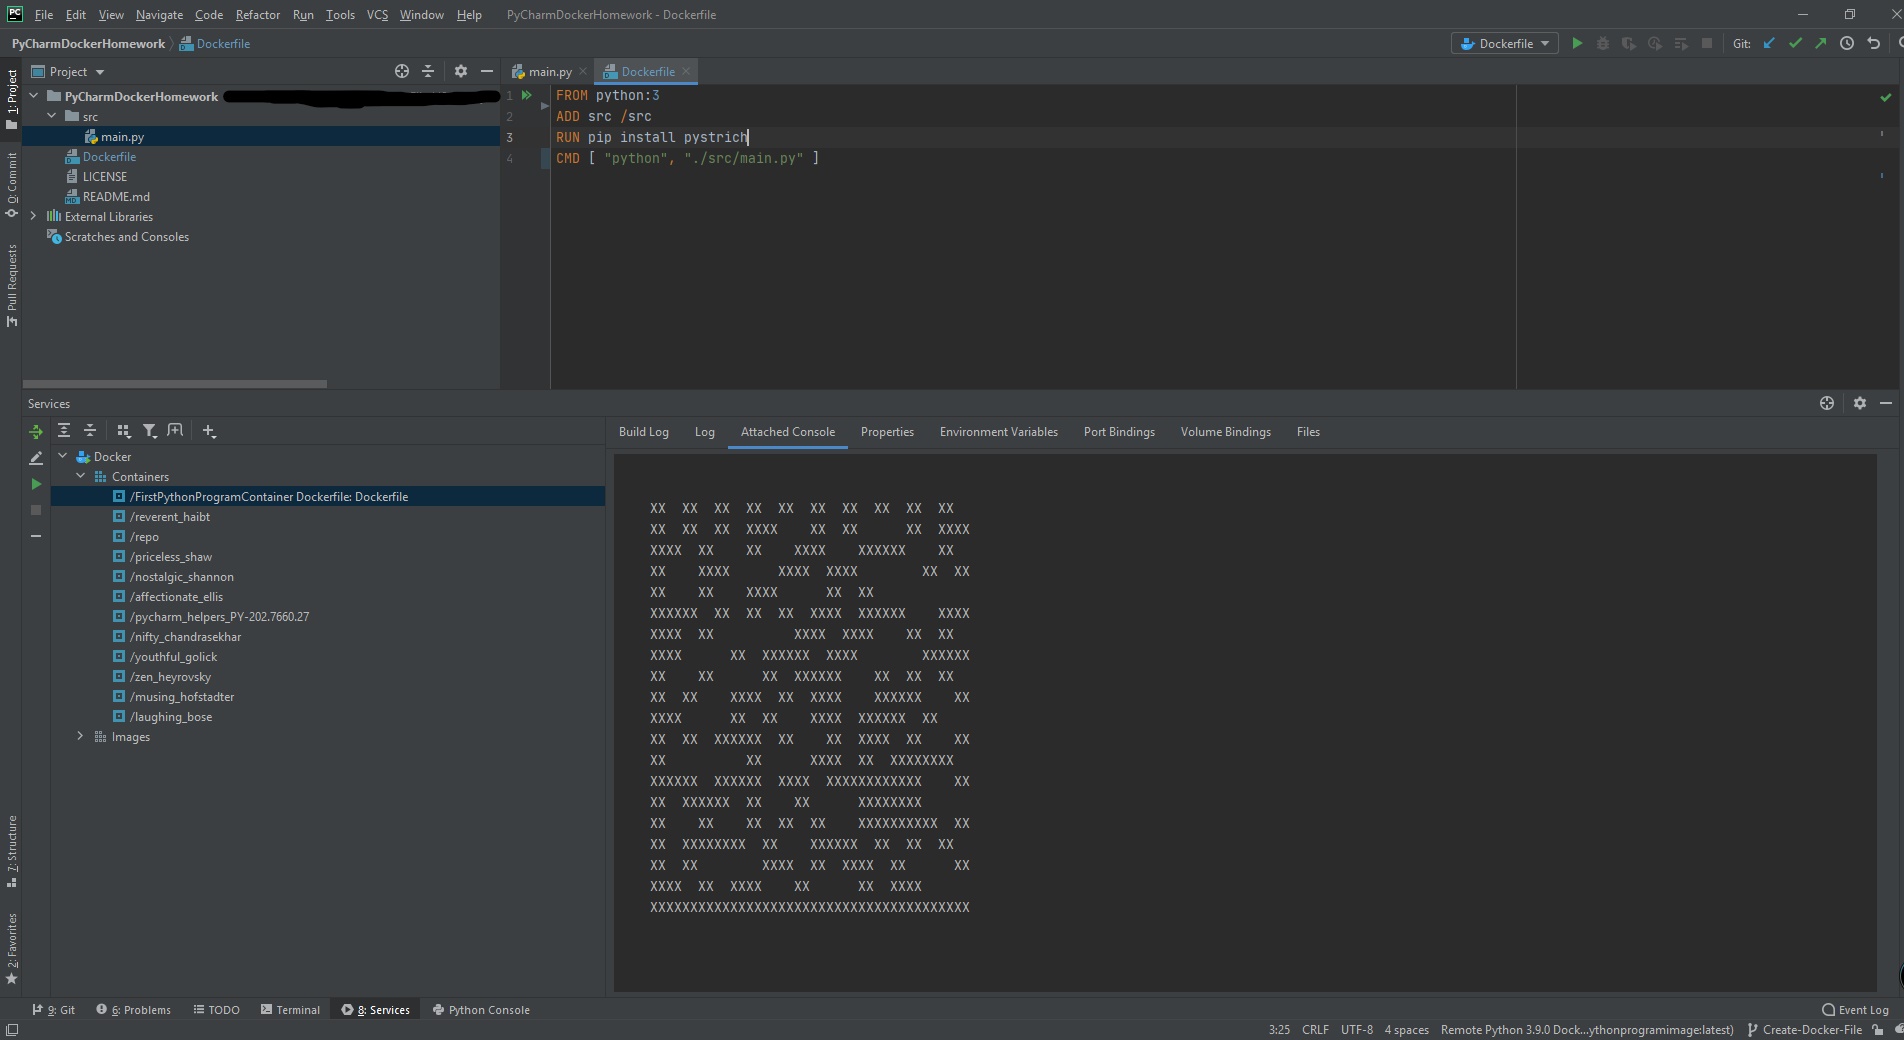 PC File Edit View Navigate Code Refactor Run Tools VCS Window Help PyCharmDockerHomework - Dockerfile
PyCharmDockerHomework Dockerfile
Dockerfile Git:
1: Project
0: Commit
Pull Requests
Project
PyCharmDockerHomework
src
main.py
Dockerfile
LICENSE
README.md
External Libraries
Scratches and Consoles
main.py Dockerfile
1 FROM python:3
2 ADD src /src
3 RUN pip install pystrich
4 CMD [ "python", "./src/main.py" ]
Services
Docker
Containers
/FirstPythonProgramContainer Dockerfile: Dockerfile
/reverent_haibt
/repo
/priceless_shaw
/nostalgic_shannon
/affectionate_ellis
/pycharm_helpers_PY-202.7660.27
/nifty_chandrasekhar
/youthful_golick
/zen_heyrovsky
/musing_hofstadter
/laughing_bose
Images
Build Log Log Attached Console Properties Environment Variables Port Bindings Volume Bindings Files
XX  XX  XX  XX  XX  XX  XX  XX  XX  XX
XX  XX  XX  XXXX    XX  XX      XX  XXXX
XXXX  XX    XX    XXXX    XXXXXX    XX
XX    XXXX      XXXX  XXXX        XX  XX
XX    XX    XXXX      XX  XX
XXXXXX  XX  XX  XX  XXXX  XXXXXX    XXXX
XXXX  XX          XXXX  XXXX    XX  XX
XXXX      XX  XXXXXX  XXXX        XXXXXX
XX    XX      XX  XXXXXX    XX  XX  XX
XX  XX    XXXX  XX  XXXX    XXXXXX    XX
XXXX      XX  XX    XXXX  XXXXXX  XX
XX  XX  XXXXXX  XX    XX  XXXX  XX    XX
XX          XX      XXXX  XX  XXXXXXXX
XXXXXX  XXXXXX  XXXX  XXXXXXXXXXXX    XX
XX  XXXXXX  XX    XX      XXXXXXXX
XX    XX    XX  XX  XX    XXXXXXXXXX  XX
XX  XXXXXXXX  XX    XXXXXX  XX  XX  XX
XX  XX        XXXX  XX  XXXX  XX      XX
XXXX  XX  XXXX    XX      XX  XXXX
XXXXXXXXXXXXXXXXXXXXXXXXXXXXXXXXXXXXXXXX
7: Structure
2: Favorites
9: Git 6: Problems TODO Terminal 8: Services Python Console Event Log
3:25 CRLF UTF-8 4 spaces Remote Python 3.9.0 Dock...ythonprogramimage:latest) Create-Docker-File